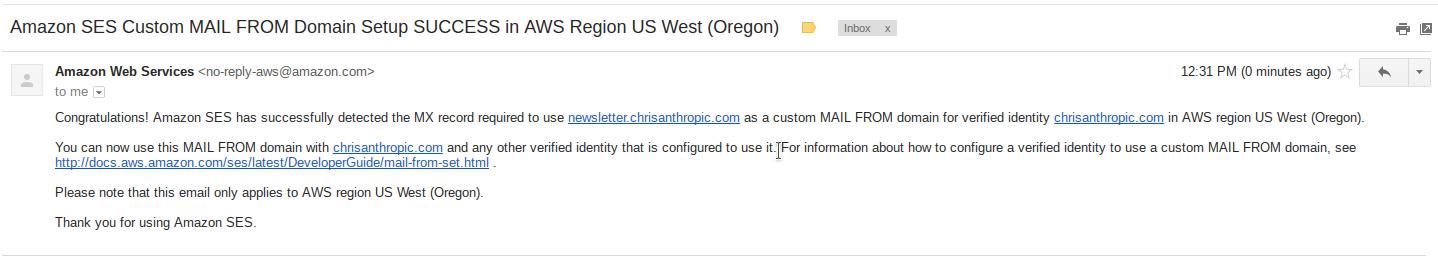 Amazon SES Custom MAIL FROM Domain Setup SUCCESS in AWS Region US West (Oregon) Inbox x
Amazon Web Services <no-reply-aws@amazon.com> 12:31 PM (0 minutes ago)
to me
Congratulations! Amazon SES has successfully detected the MX record required to use newsletter.chrisanthropic.com as a custom MAIL FROM domain for verified identity chrisanthropic.com in AWS region US West (Oregon).
You can now use this MAIL FROM domain with chrisanthropic.com and any other verified identity that is configured to use it. For information about how to configure a verified identity to use a custom MAIL FROM domain, see
http://docs.aws.amazon.com/ses/latest/DeveloperGuide/mail-from-set.html .
Please note that this email only applies to AWS region US West (Oregon).
Thank you for using Amazon SES.